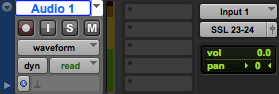 Audio 1
Input 1
I S M
SSL 23-24
waveform
vol 0.0
dyn read
pan 0